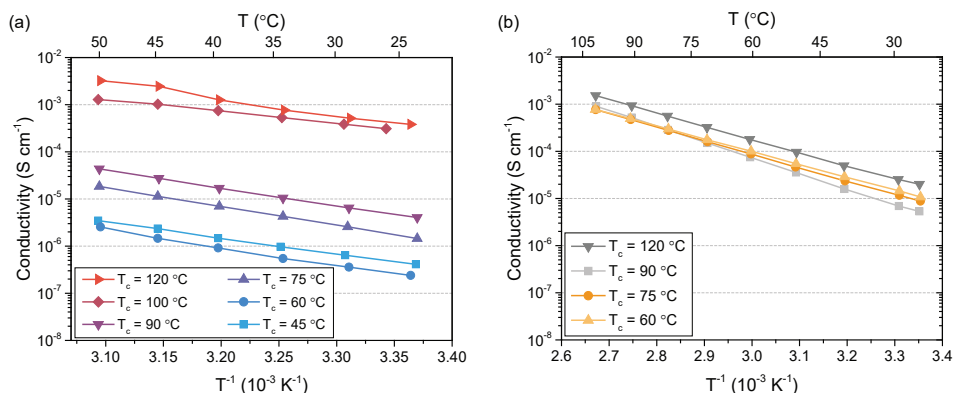 (a)
T (°C)
50 45 40 35 30 25
10⁻²
10⁻³
10⁻⁴
10⁻⁵
10⁻⁶
10⁻⁷
10⁻⁸
Conductivity (S cm⁻¹)
T_c = 120 °C
T_c = 100 °C
T_c = 90 °C
T_c = 75 °C
T_c = 60 °C
T_c = 45 °C
3.10 3.15 3.20 3.25 3.30 3.35 3.40
T⁻¹ (10⁻³ K⁻¹)
(b)
T (°C)
105 90 75 60 45 30
10⁻²
10⁻³
10⁻⁴
10⁻⁵
10⁻⁶
10⁻⁷
10⁻⁸
Conductivity (S cm⁻¹)
T_c = 120 °C
T_c = 90 °C
T_c = 75 °C
T_c = 60 °C
2.6 2.7 2.8 2.9 3.0 3.1 3.2 3.3 3.4
T⁻¹ (10⁻³ K⁻¹)